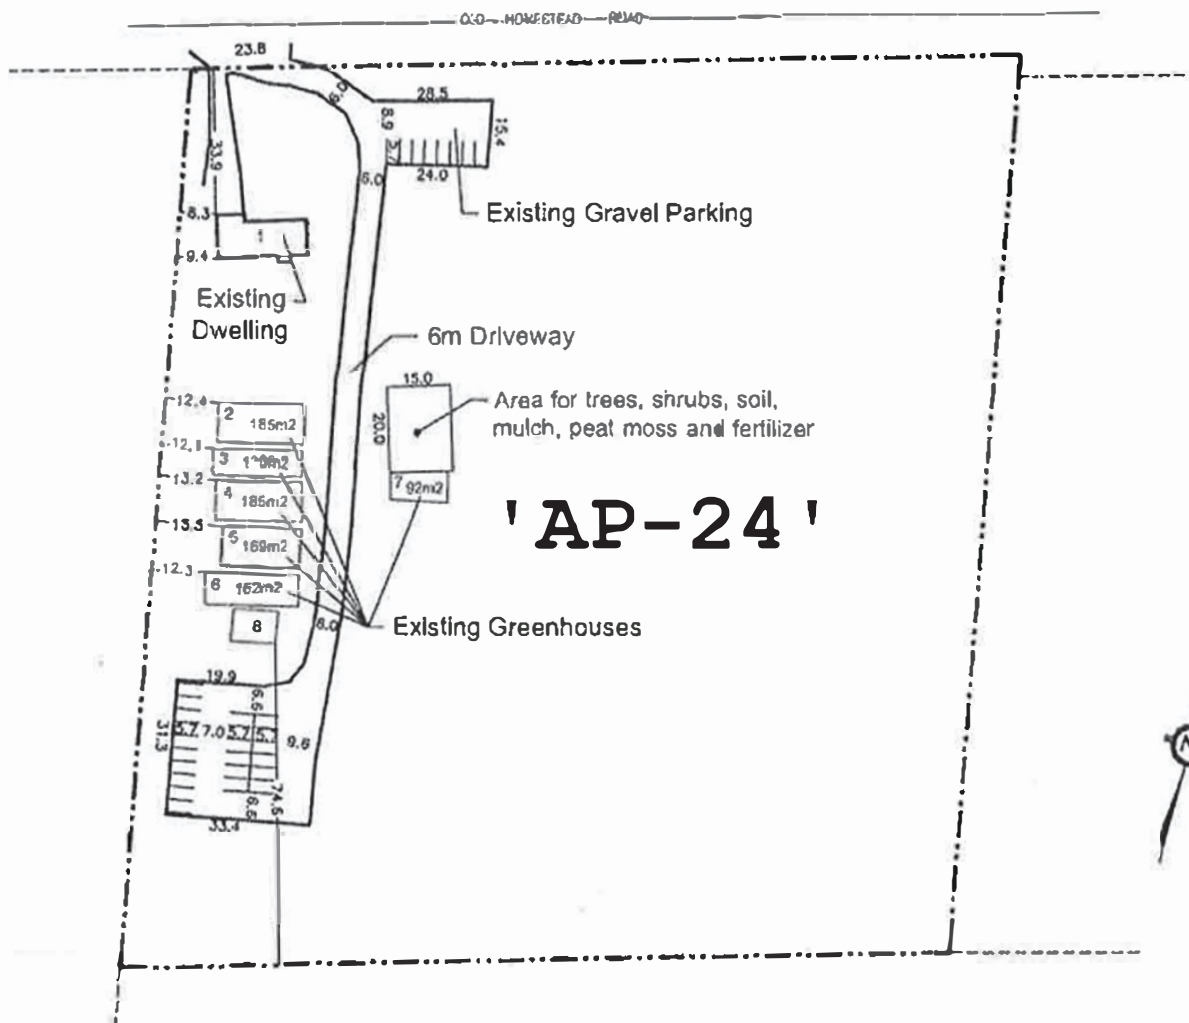 OLD HOMESTEAD ROAD
23.8
6.0
28.5
8.9
15.4
5.7
24.0
33.9
6.0
8.3
Existing Gravel Parking
9.4
Existing
Dwelling
6m Driveway
15.0
12.4
Area for trees, shrubs, soil,
mulch, peat moss and fertilizer
2
185m2
20.0
12.1
3
13.2
4
185m2
7
92m2
'AP-24'
13.5
5
169m2
12.3
6
162m2
8
6.0
Existing Greenhouses
19.9
6.6
31.3
5.7
7.0
5.7
5.7
9.6
74.6
6.6
33.4
N